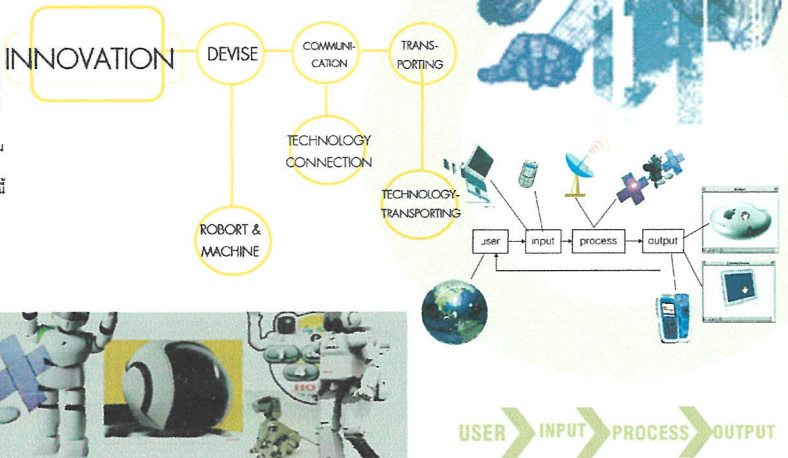 INNOVATION
DEVISE
COMMUNI-
CATION
TRANS-
PORTING
TECHNOLOGY
CONNECTION
TECHNOLOGY-
TRANSPORTING
ROBORT &
MACHINE
user
input
process
output
HO
USER
INPUT
PROCESS
OUTPUT